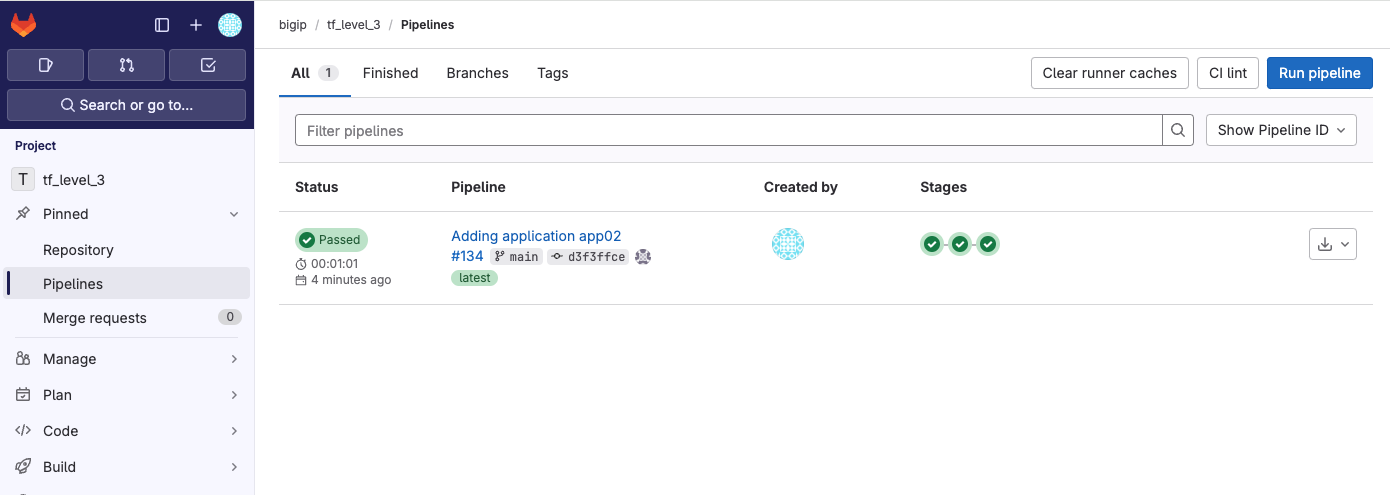 bigip / tf_level_3 / Pipelines
Search or go to...
Project
T tf_level_3
Pinned
Repository
Pipelines
Merge requests 0
Manage
Plan
Code
Build
All 1 Finished Branches Tags
Clear runner caches CI lint Run pipeline
Filter pipelines Show Pipeline ID
Status Pipeline Created by Stages
Passed
00:01:01
4 minutes ago
Adding application app02
#134 main d3f3ffce
latest